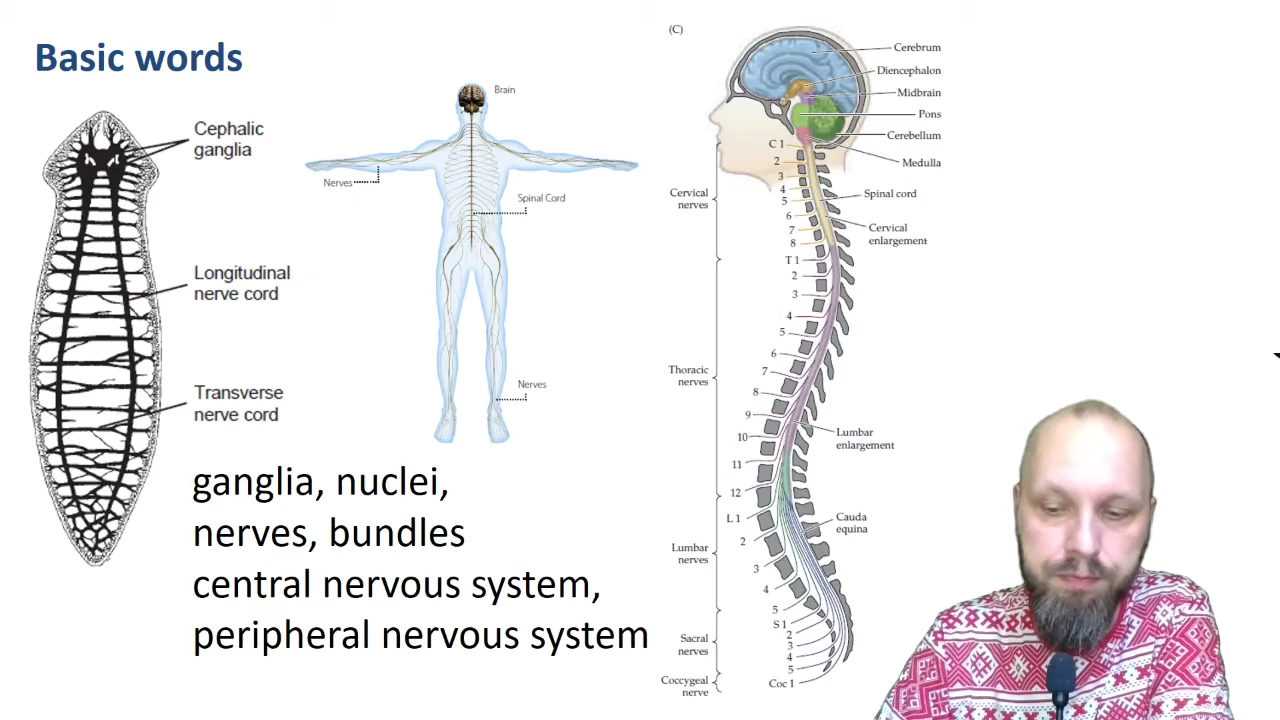 Basic words
Cephalic
ganglia
Longitudinal
nerve cord
Transverse
nerve cord
Brain
Nerves
Spinal Cord
Nerves
ganglia, nuclei,
nerves, bundles
central nervous system,
peripheral nervous system
(C)
Cerebrum
Diencephalon
Midbrain
Pons
Cerebellum
Medulla
Spinal cord
Cervical
enlargement
Lumbar
enlargement
Cauda
equina
Cervical
nerves
C 1
2
3
4
5
6
7
8
Thoracic
nerves
T 1
2
3
4
5
6
7
8
9
10
11
12
Lumbar
nerves
L 1
2
3
4
5
Sacral
nerves
S 1
2
3
4
5
Coccygeal
nerve
Coc 1